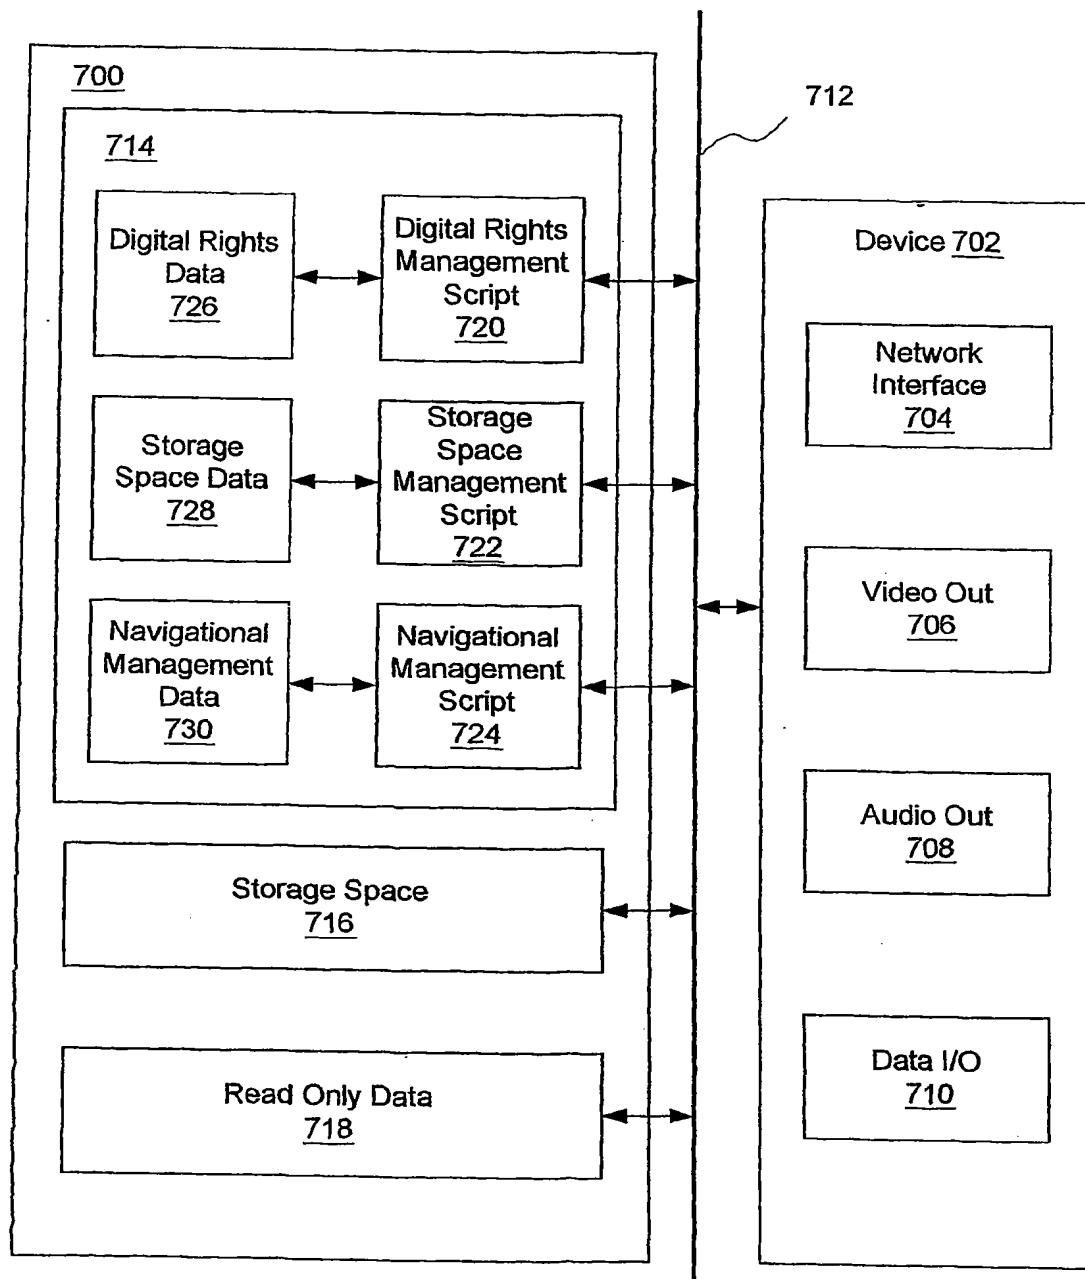 700
712
714
Digital Rights
Data
726
Digital Rights
Management
Script
720
Storage
Space Data
728
Storage
Space
Management
Script
722
Navigational
Management
Data
730
Navigational
Management
Script
724
Storage Space
716
Read Only Data
718
Device 702
Network
Interface
704
Video Out
706
Audio Out
708
Data I/O
710